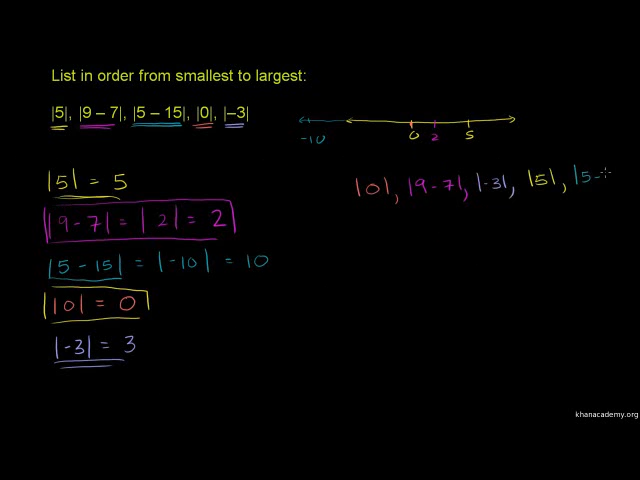 List in order from smallest to largest:
|5|, |9 – 7|, |5 – 15|, |0|, |–3|
-10 0 2 5
|5| = 5
|0|, |9-7|, |-3|, |5|, |5-
|9-7| = |2| = 2
|5-15| = |-10| = 10
|0| = 0
|-3| = 3
khanacademy.org